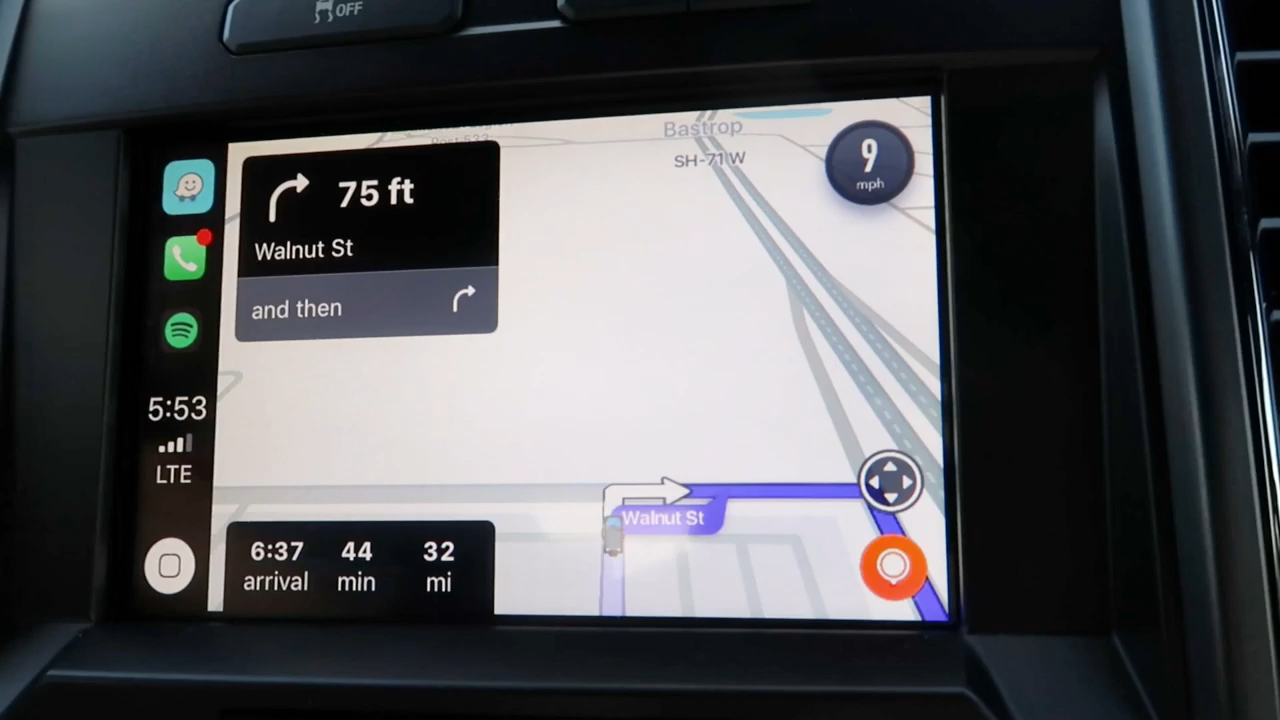 OFF
Bastrop
SH-71 W
9
mph
75 ft
Walnut St
and then
5:53
LTE
Walnut St
6:37
44
32
arrival
min
mi